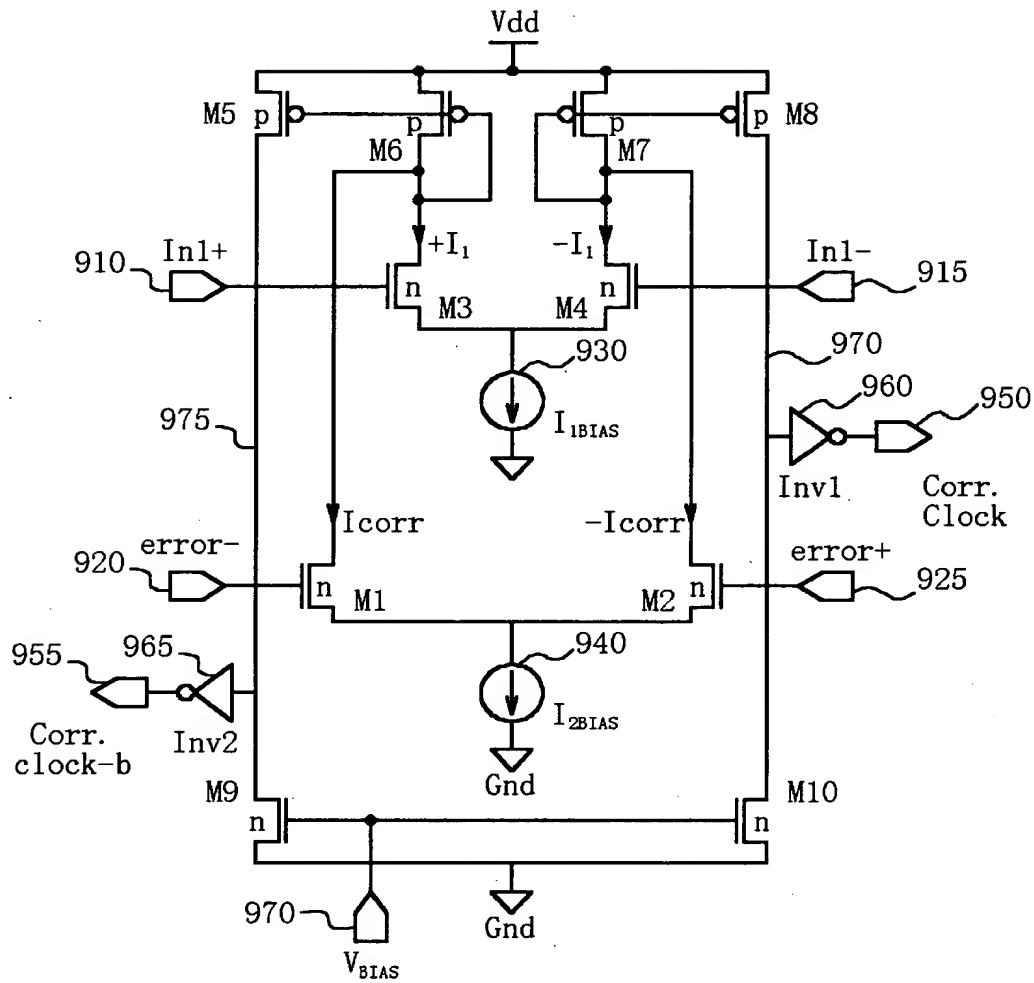 Vdd
M5
p
p
M6
p
M7
p
M8
In1+
910
+I₁
-I₁
In1-
915
n
M3
n
M4
930
I₁BIAS
970
960
950
975
Inv1
Corr.
Clock
Icorr
-Icorr
error-
920
error+
925
n
M1
n
M2
955
965
940
I₂BIAS
Corr.
clock-b
Inv2
Gnd
M9
M10
n
n
970
Gnd
VBIAS